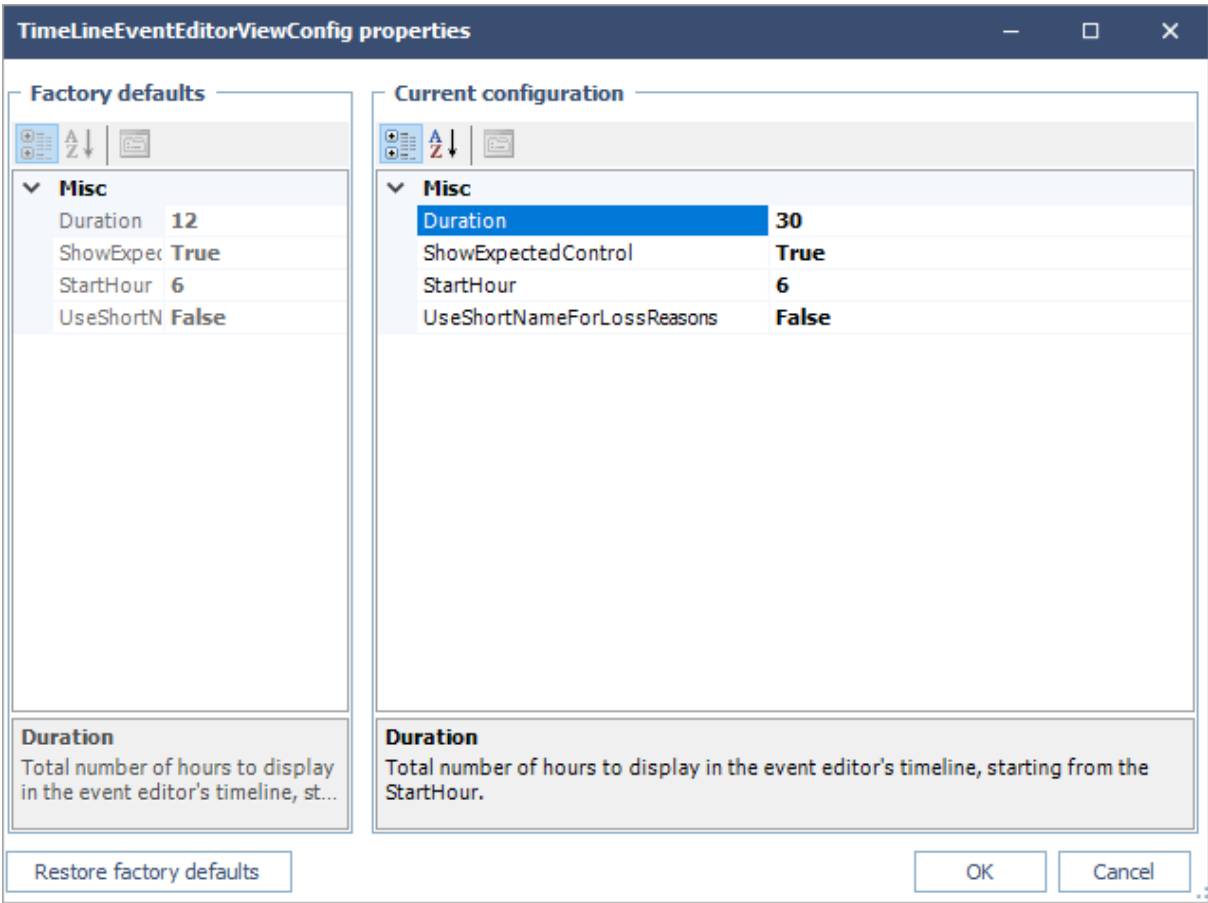 TimeLineEventEditorViewConfig properties
Factory defaults
Misc
Duration 12
ShowExpec True
StartHour 6
UseShortN False
Duration
Total number of hours to display
in the event editor's timeline, st...
Current configuration
Misc
Duration 30
ShowExpectedControl True
StartHour 6
UseShortNameForLossReasons False
Duration
Total number of hours to display in the event editor's timeline, starting from the
StartHour.
Restore factory defaults
OK
Cancel